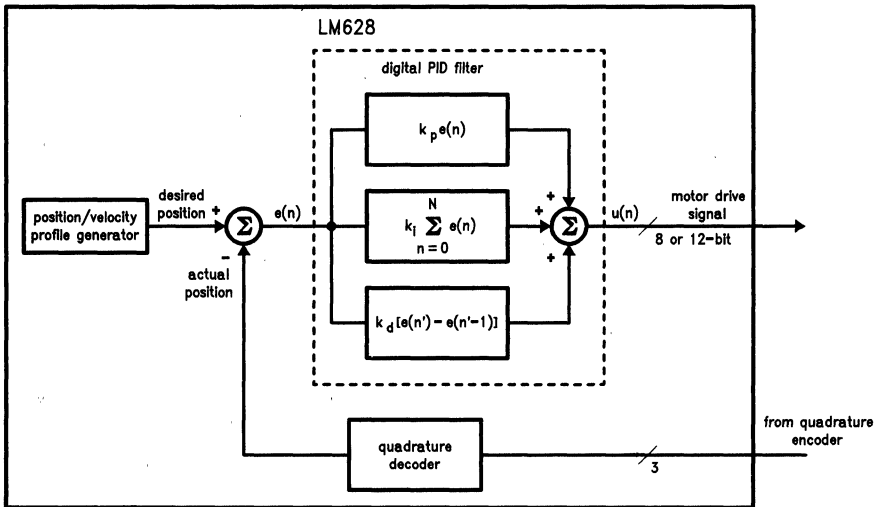 LM628
digital PID filter
k p e(n)
desired
position
+
position/velocity
profile generator
Σ
e(n)
N
k i Σ e(n)
n = 0
+
+
+
Σ
u(n)
motor drive
signal
8 or 12-bit
−
actual
position
k d [e(n') − e(n'-1)]
quadrature
decoder
3
from quadrature
encoder